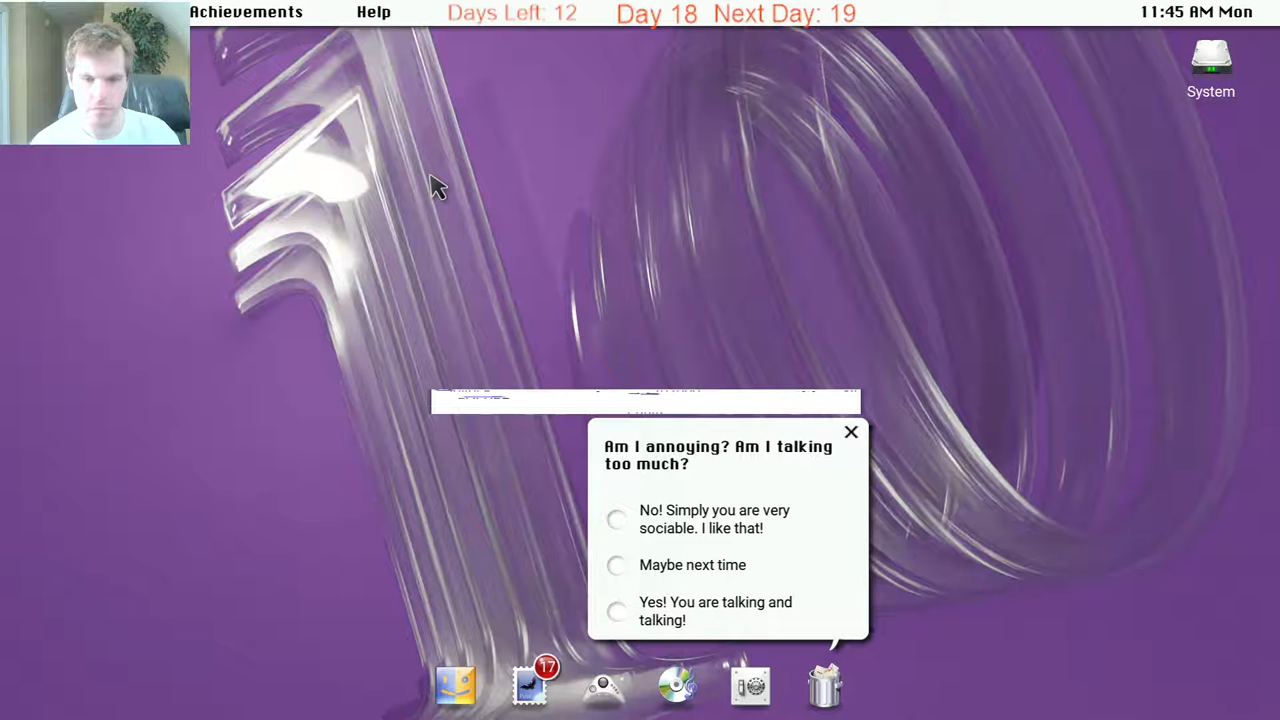 Achievements Help Days Left: 12 Day 18 Next Day: 19 11:45 AM Mon
System
Am I annoying? Am I talking
too much?
No! Simply you are very
sociable. I like that!
Maybe next time
Yes! You are talking and
talking!
17